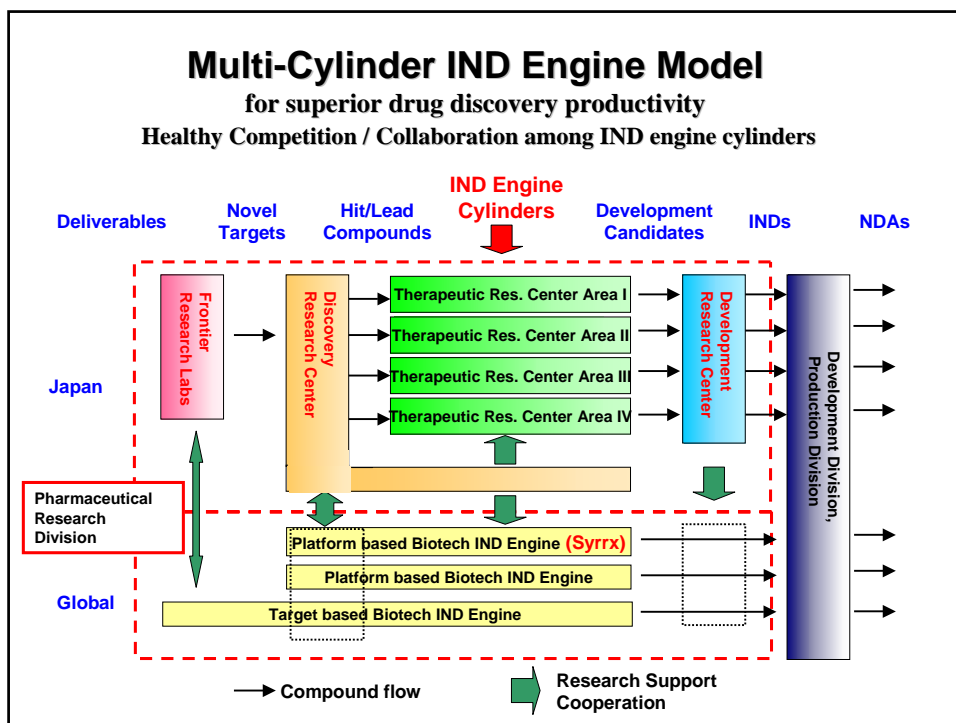 Multi-Cylinder IND Engine Model
for superior drug discovery productivity
Healthy Competition / Collaboration among IND engine cylinders
IND Engine
Cylinders
Deliverables
Novel
Targets
Hit/Lead
Compounds
Development
Candidates
INDs
NDAs
Japan
Frontier
Research Labs
Discovery
Research Center
Therapeutic Res. Center Area I
Therapeutic Res. Center Area II
Therapeutic Res. Center Area III
Therapeutic Res. Center Area IV
Development
Research Center
Development Division,
Production Division
Pharmaceutical
Research
Division
Global
Platform based Biotech IND Engine (Syrrx)
Platform based Biotech IND Engine
Target based Biotech IND Engine
Compound flow
Research Support
Cooperation